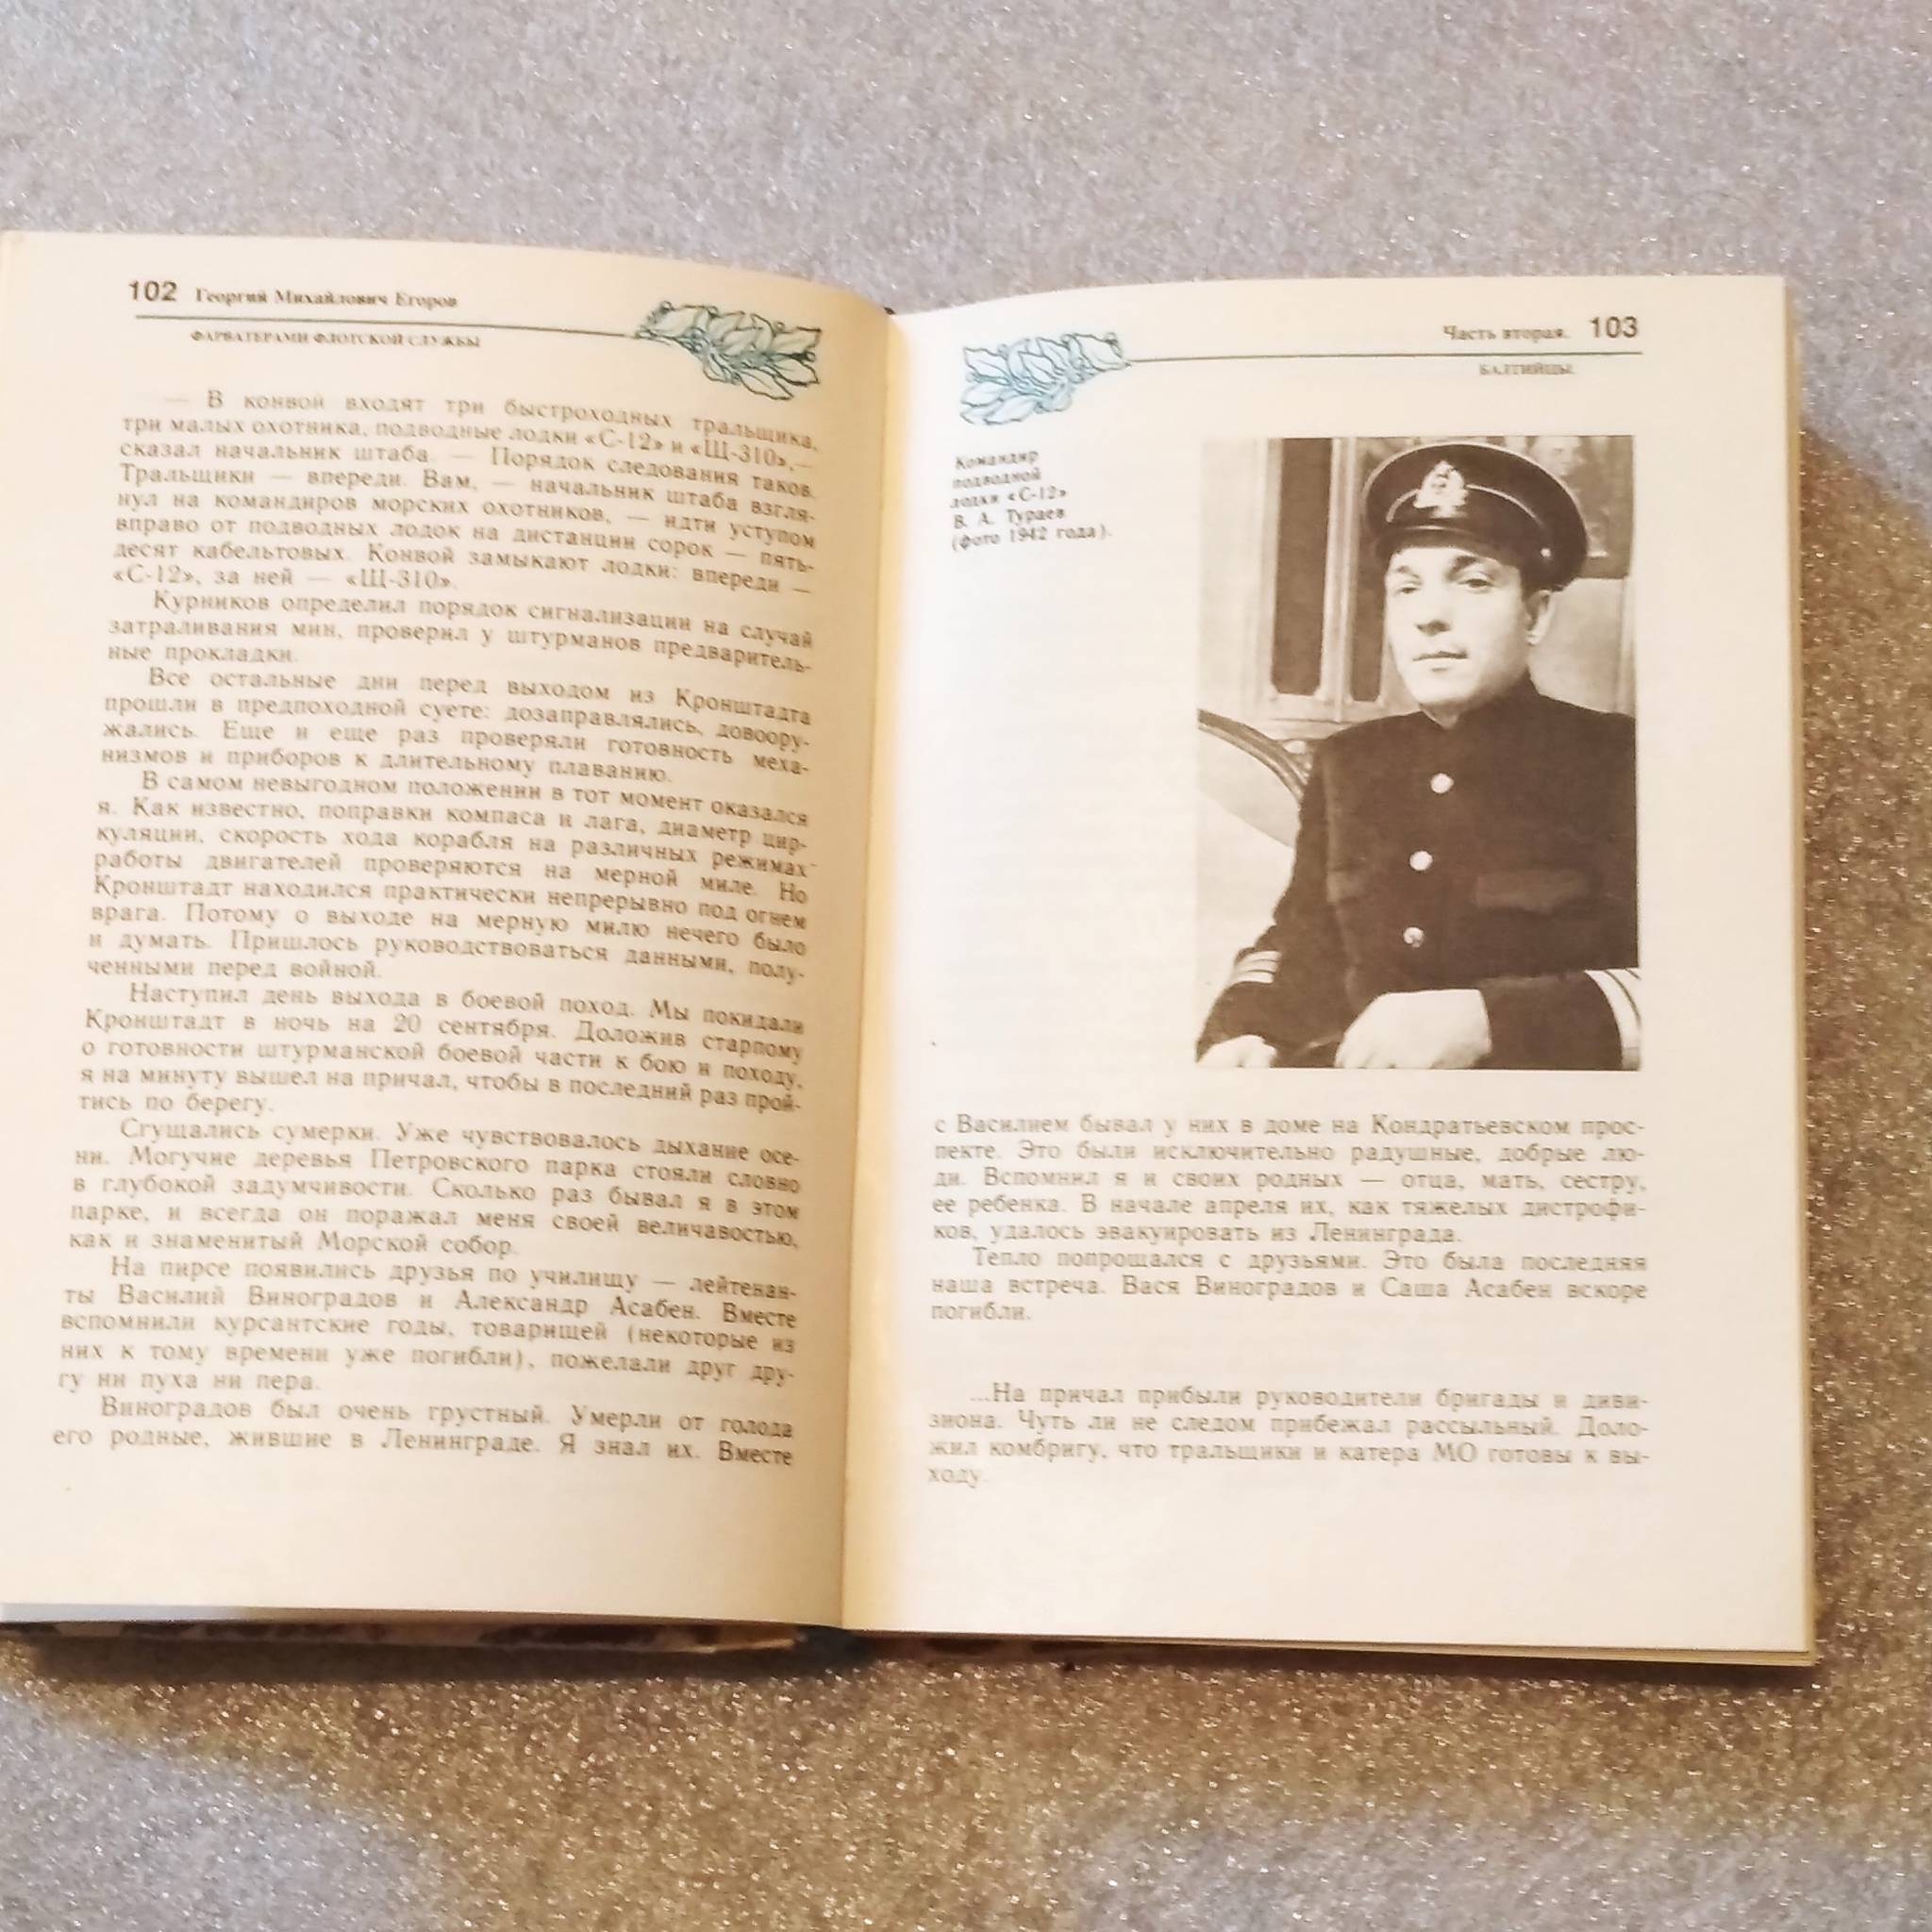 102 Георгий Михайлович Егоров
ФАРВАТЕРАМИ ФЛОТСКОЙ СЛУЖБЫ
— В конвой входят три быстроходных тральщика,
три малых охотника, подводные лодки «С-12» и «Щ-310»,—
сказал начальник штаба. — Порядок следования таков.
Тральщики — впереди. Вам, — начальник штаба взгля-
нул на командиров морских охотников, — идти уступом
вправо от подводных лодок на дистанции сорок — пять-
десят кабельтовых. Конвой замыкают лодки: впереди —
«С-12», за ней — «Щ-310».
Курников определил порядок сигнализации на случай
затраливания мин, проверил у штурманов предваритель-
ные прокладки.
Все остальные дни перед выходом из Кронштадта
прошли в предпоходной суете: дозаправлялись, довоору-
жались. Еще и еще раз проверяли готовность меха-
низмов и приборов к длительному плаванию.
В самом невыгодном положении в тот момент оказался
я. Как известно, поправки компаса и лага, диаметр цир-
куляции, скорость хода корабля на различных режимах
работы двигателей проверяются на мерной миле. Но
Кронштадт находился практически непрерывно под огнем
врага. Потому о выходе на мерную милю нечего было
и думать. Пришлось руководствоваться данными, полу-
ченными перед войной.
Наступил день выхода в боевой поход. Мы покидали
Кронштадт в ночь на 20 сентября. Доложив старпому
о готовности штурманской боевой части к бою и походу,
я на минуту вышел на причал, чтобы в последний раз прой-
тись по берегу.
Сгущались сумерки. Уже чувствовалось дыхание осе-
ни. Могучие деревья Петровского парка стояли словно
в глубокой задумчивости. Сколько раз бывал я в этом
парке, и всегда он поражал меня своей величавостью,
как и знаменитый Морской собор.
На пирсе появились друзья по училищу — лейтенан-
ты Василий Виноградов и Александр Асабен. Вместе
вспомнили курсантские годы, товарищей (некоторые из
них к тому времени уже погибли), пожелали друг дру-
гу ни пуха ни пера.
Виноградов был очень грустный. Умерли от голода
его родные, жившие в Ленинграде. Я знал их. Вместе
Часть вторая. 103
БАЛТИЙЦЫ
Командир
подводной
лодки «С-12»
В. А. Тураев
(фото 1942 года).
с Василием бывал у них в доме на Кондратьевском прос-
пекте. Это были исключительно радушные, добрые лю-
ди. Вспомнил я и своих родных — отца, мать, сестру,
ее ребенка. В начале апреля их, как тяжелых дистрофи-
ков, удалось эвакуировать из Ленинграда.
Тепло попрощался с друзьями. Это была последняя
наша встреча. Вася Виноградов и Саша Асабен вскоре
погибли.
...На причал прибыли руководители бригады и диви-
зиона. Чуть ли не следом прибежал рассыльный. Доло-
жил комбригу, что тральщики и катера МО готовы к вы-
ходу.